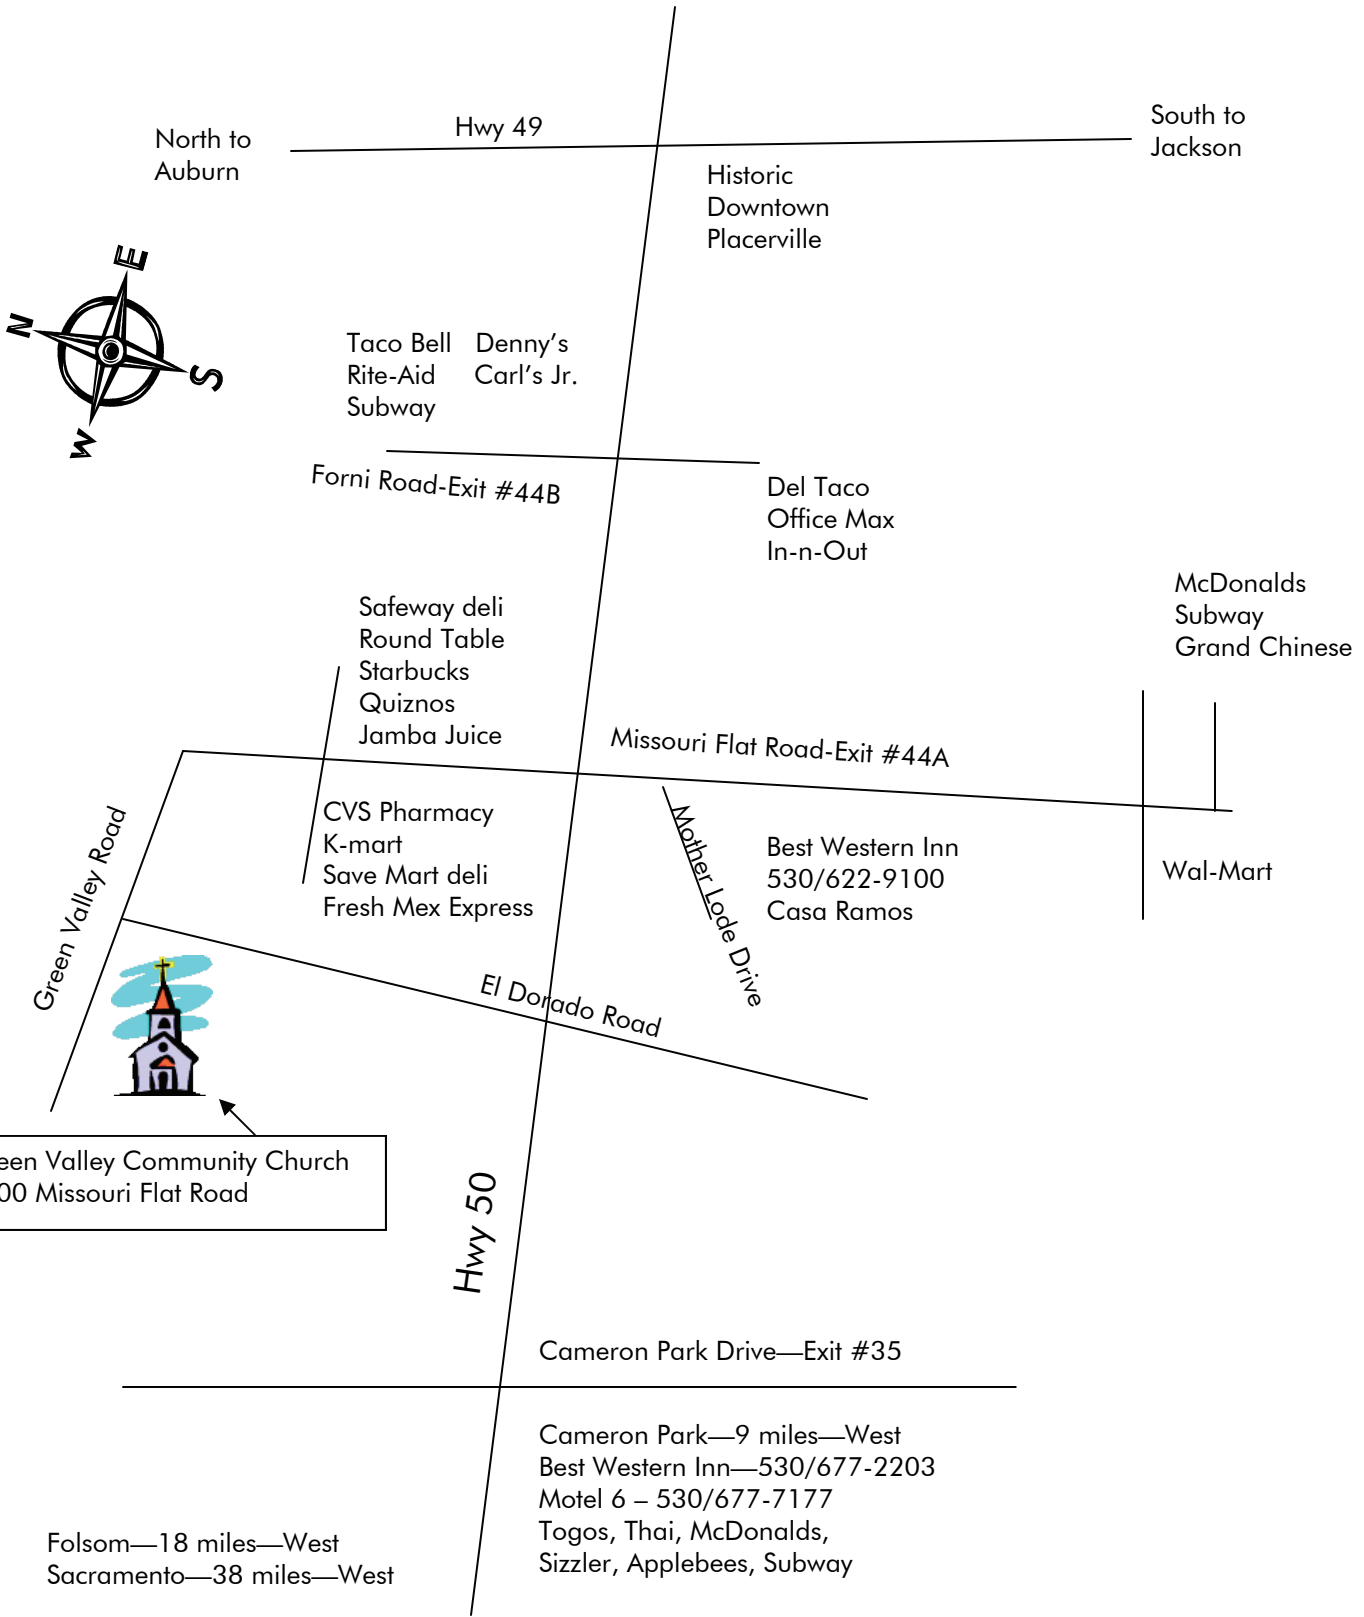 Hwy 49
North to
Auburn
South to
Jackson
Historic
Downtown
Placerville
E
N
S
W
Taco Bell Denny's
Rite-Aid Carl's Jr.
Subway
Forni Road-Exit #44B
Del Taco
Office Max
In-n-Out
McDonalds
Subway
Grand Chinese
Safeway deli
Round Table
Starbucks
Quiznos
Jamba Juice
Missouri Flat Road-Exit #44A
CVS Pharmacy
K-mart
Save Mart deli
Fresh Mex Express
Green Valley Road
Mother Lode Drive
Best Western Inn
530/622-9100
Casa Ramos
Wal-Mart
El Dorado Road
een Valley Community Church
00 Missouri Flat Road
Hwy 50
Cameron Park Drive—Exit #35
Cameron Park—9 miles—West
Best Western Inn—530/677-2203
Motel 6 – 530/677-7177
Togos, Thai, McDonalds,
Sizzler, Applebees, Subway
Folsom—18 miles—West
Sacramento—38 miles—West